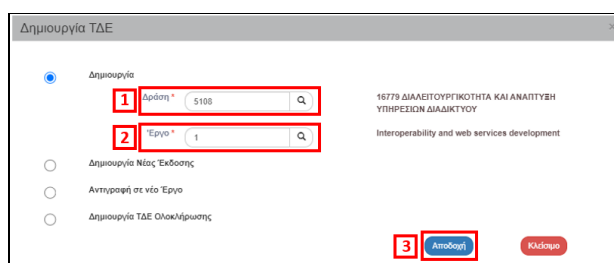 Δημιουργία ΤΔΕ
×
Δημιουργία
1 Δράση * 5108
16779 ΔΙΑΛΕΙΤΟΥΡΓΙΚΟΤΗΤΑ ΚΑΙ ΑΝΑΠΤΥΞΗ
ΥΠΗΡΕΣΙΩΝ ΔΙΑΔΙΚΤΥΟΥ
2 Έργο * 1
Interoperability and web services development
Δημιουργία Νέας Έκδοσης
Αντιγραφή σε νέο Έργο
Δημιουργία ΤΔΕ Ολοκλήρωσης
3 Αποδοχή Κλείσιμο